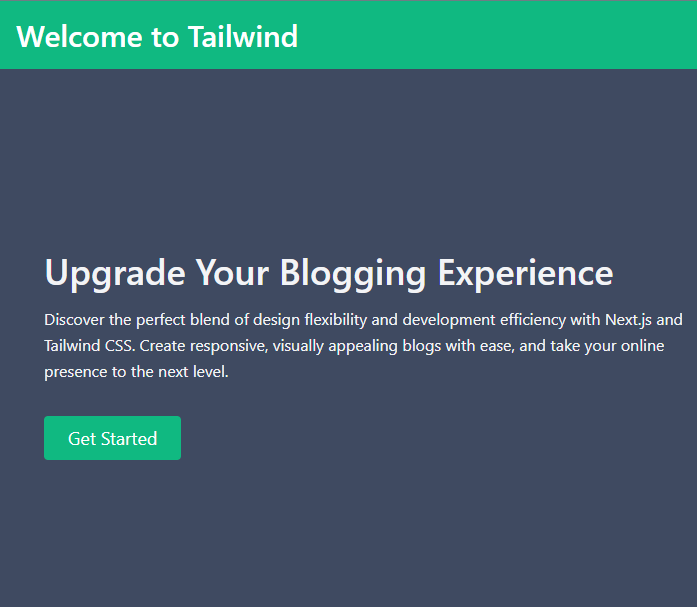 Welcome to Tailwind
Upgrade Your Blogging Experience
Discover the perfect blend of design flexibility and development efficiency with Next.js and
Tailwind CSS. Create responsive, visually appealing blogs with ease, and take your online
presence to the next level.
Get Started